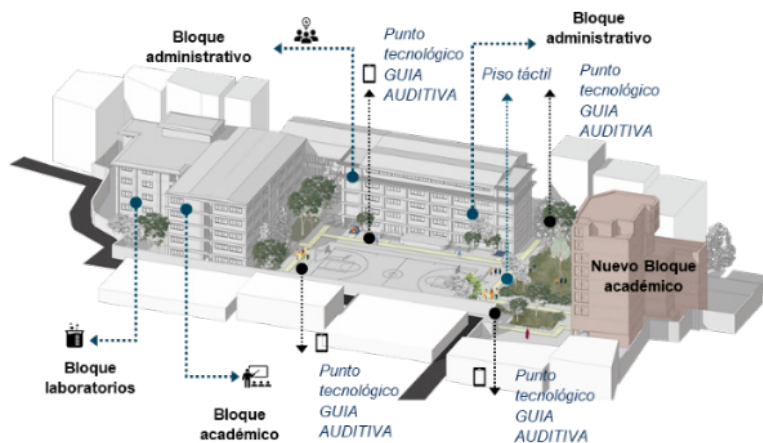 Bloque
administrativo
Punto
tecnológico
GUIA
AUDITIVA
Bloque
administrativo
Piso táctil
Punto
tecnológico
GUIA
AUDITIVA
Nuevo Bloque
académico
Bloque
laboratorios
Bloque
académico
Punto
tecnológico
GUIA
AUDITIVA
Punto
tecnológico
GUIA
AUDITIVA